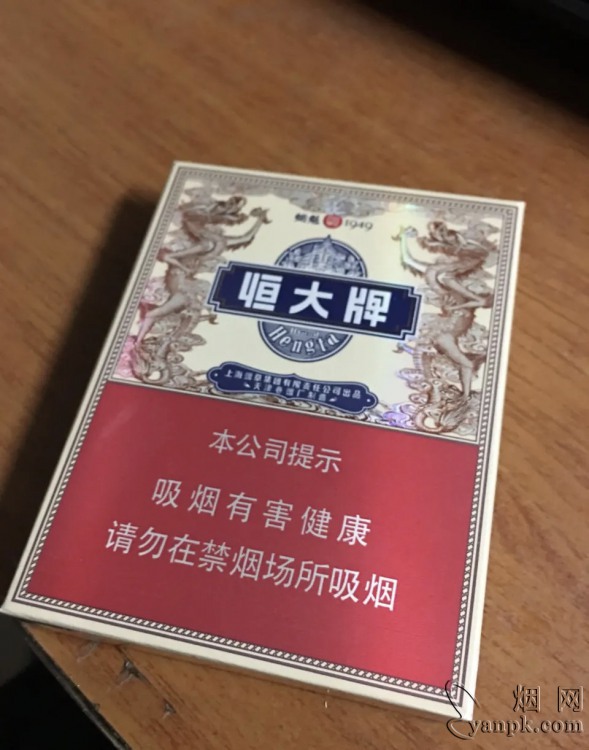 1949
恒大牌
Hengta
上海烟草集团有限责任公司出品
天津卷烟厂制造
本公司提示
吸烟有害健康
请勿在禁烟场所吸烟
烟网
yanpk.com